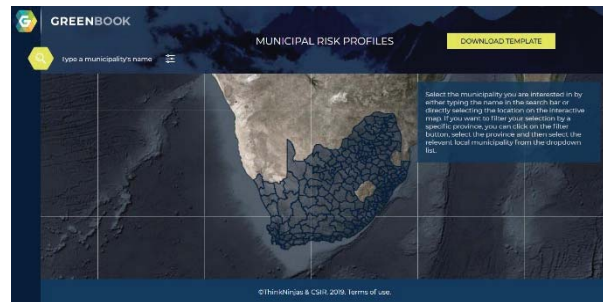 GREENBOOK
MUNICIPAL RISK PROFILES
DOWNLOAD TEMPLATE
Type a municipality's name
Select the municipality you are interested in by
either typing the name in the search bar or
directly selecting the location on the interactive
map. If you want to filter your selection by a
specific province, you can click on the filter
button, select the province and then select the
relevant local municipality from the dropdown
list.
©ThinkNinjas & CSIR. 2019. Terms of use.